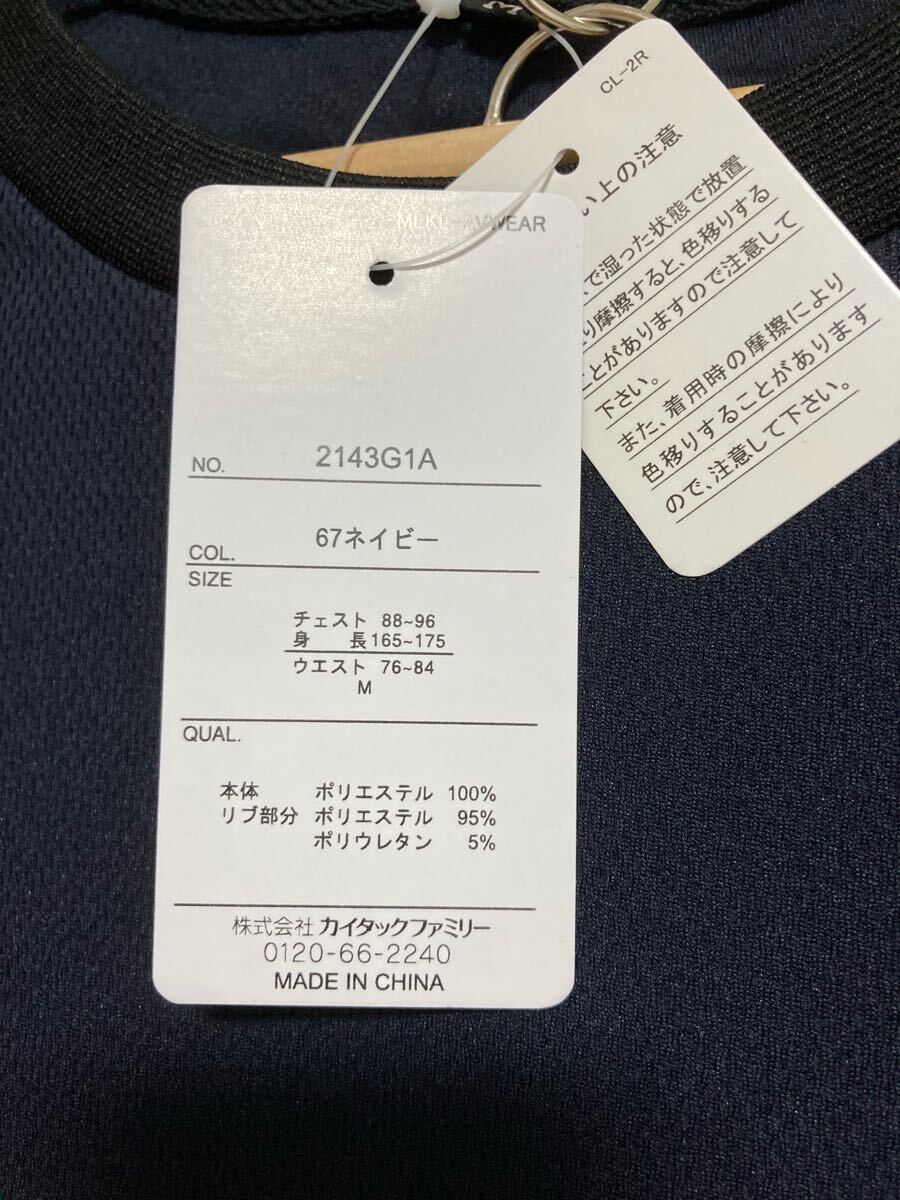 WEAR
NO. 2143G1A
COL. 67ネイビー
SIZE
チェスト 88~96
身 長165~175
ウエスト 76~84
M
QUAL.
本体 ポリエステル 100%
リブ部分 ポリエステル 95%
ポリウレタン 5%
株式会社 カイタックファミリー
0120-66-2240
MADE IN CHINA
CL-2R
い上の注意
で湿った状態で放置
り摩擦すると、色移りする
ことがありますので注意して
下さい。
また、着用時の摩擦により
色移りすることがあります
ので、注意して下さい。